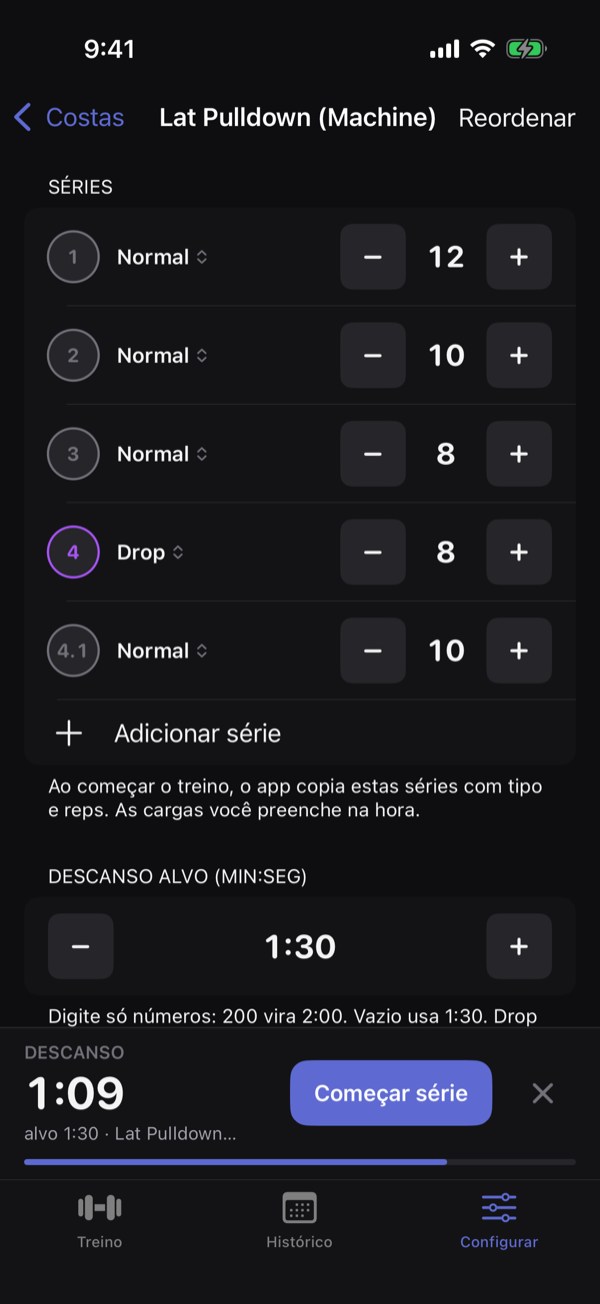 9:41
Costas
Lat Pulldown (Machine)
Reordenar
SÉRIES
1 Normal − 12 +
2 Normal − 10 +
3 Normal − 8 +
4 Drop − 8 +
4.1 Normal − 10 +
+ Adicionar série
Ao começar o treino, o app copia estas séries com tipo
e reps. As cargas você preenche na hora.
DESCANSO ALVO (MIN:SEG)
− 1:30 +
Digite só números: 200 vira 2:00. Vazio usa 1:30. Drop
DESCANSO
1:09
Começar série
alvo 1:30 · Lat Pulldown...
Treino
Histórico
Configurar